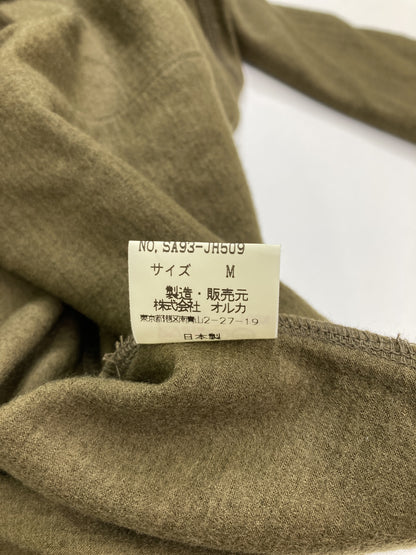 NO, SA93-JH509
サイズ M
製造・販売元
株式会社 オルカ
東京都港区南青山2-27-19
日本製